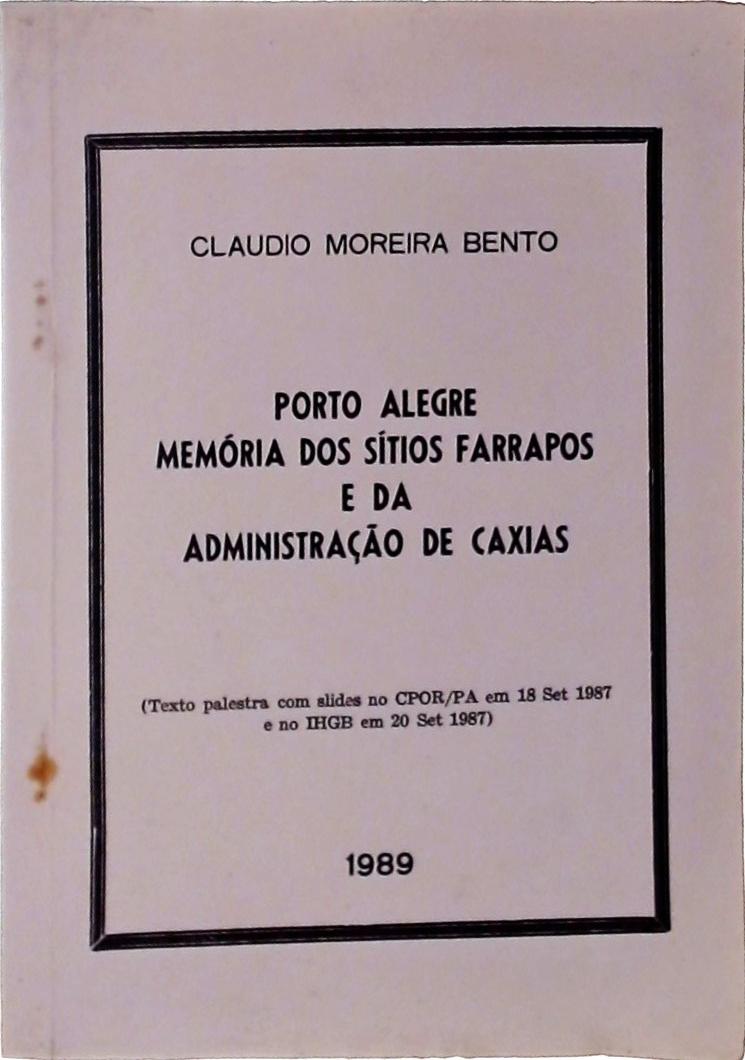 CLAUDIO MOREIRA BENTO
PORTO ALEGRE
MEMÓRIA DOS SÍTIOS FARRAPOS
E DA
ADMINISTRAÇÃO DE CAXIAS
(Texto palestra com slides no CPOR/PA em 18 Set 1987
e no IHGB em 20 Set 1987)
1989